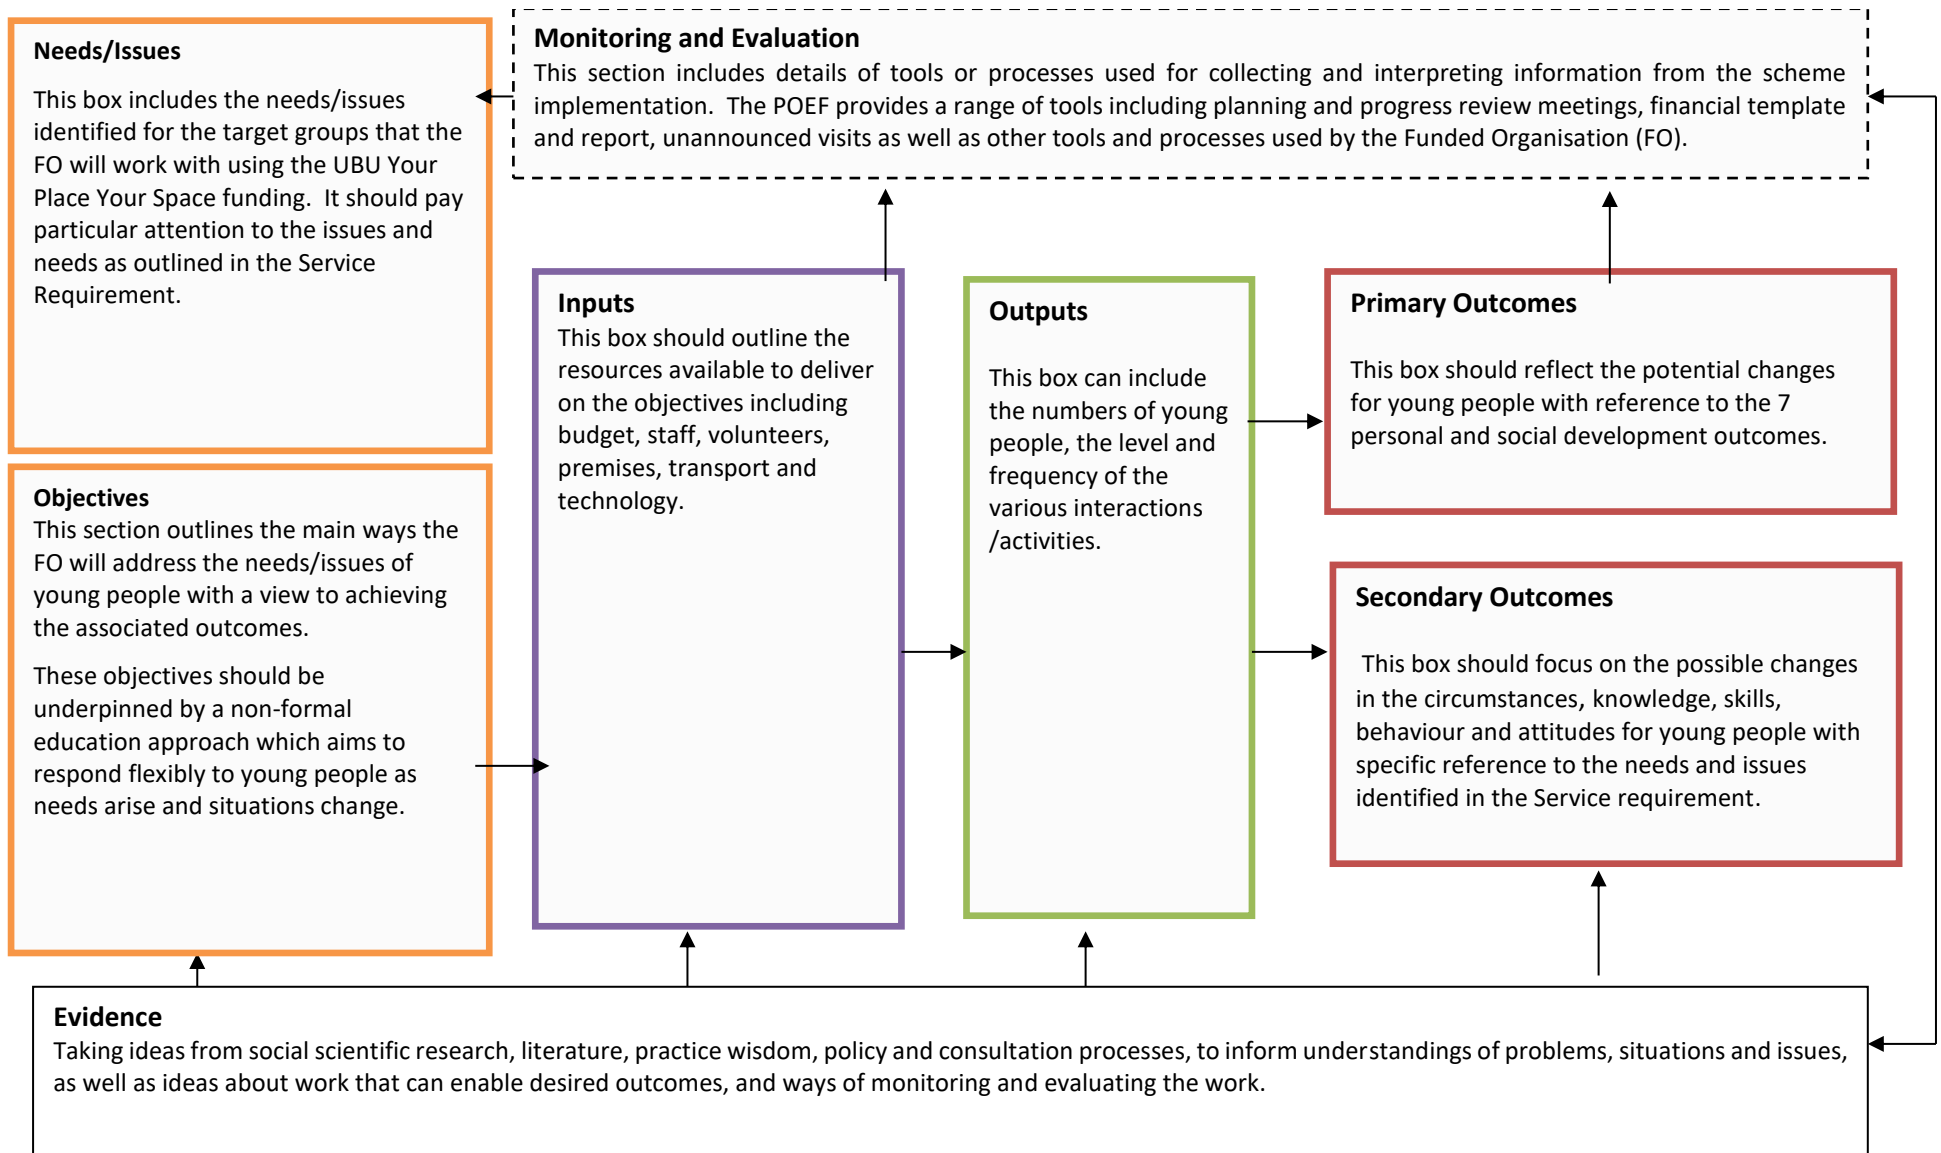 Needs/Issues
This box includes the needs/issues
identified for the target groups that the
FO will work with using the UBU Your
Place Your Space funding.  It should pay
particular attention to the issues and
needs as outlined in the Service
Requirement.
Monitoring and Evaluation
This section includes details of tools or processes used for collecting and interpreting information from the scheme
implementation.  The POEF provides a range of tools including planning and progress review meetings, financial template
and report, unannounced visits as well as other tools and processes used by the Funded Organisation (FO).
Objectives
This section outlines the main ways the
FO will address the needs/issues of
young people with a view to achieving
the associated outcomes.
These objectives should be
underpinned by a non-formal
education approach which aims to
respond flexibly to young people as
needs arise and situations change.
Inputs
This box should outline the
resources available to deliver
on the objectives including
budget, staff, volunteers,
premises, transport and
technology.
Outputs
This box can include
the numbers of young
people, the level and
frequency of the
various interactions
/activities.
Primary Outcomes
This box should reflect the potential changes
for young people with reference to the 7
personal and social development outcomes.
Secondary Outcomes
This box should focus on the possible changes
in the circumstances, knowledge, skills,
behaviour and attitudes for young people with
specific reference to the needs and issues
identified in the Service requirement.
Evidence
Taking ideas from social scientific research, literature, practice wisdom, policy and consultation processes, to inform understandings of problems, situations and issues,
as well as ideas about work that can enable desired outcomes, and ways of monitoring and evaluating the work.